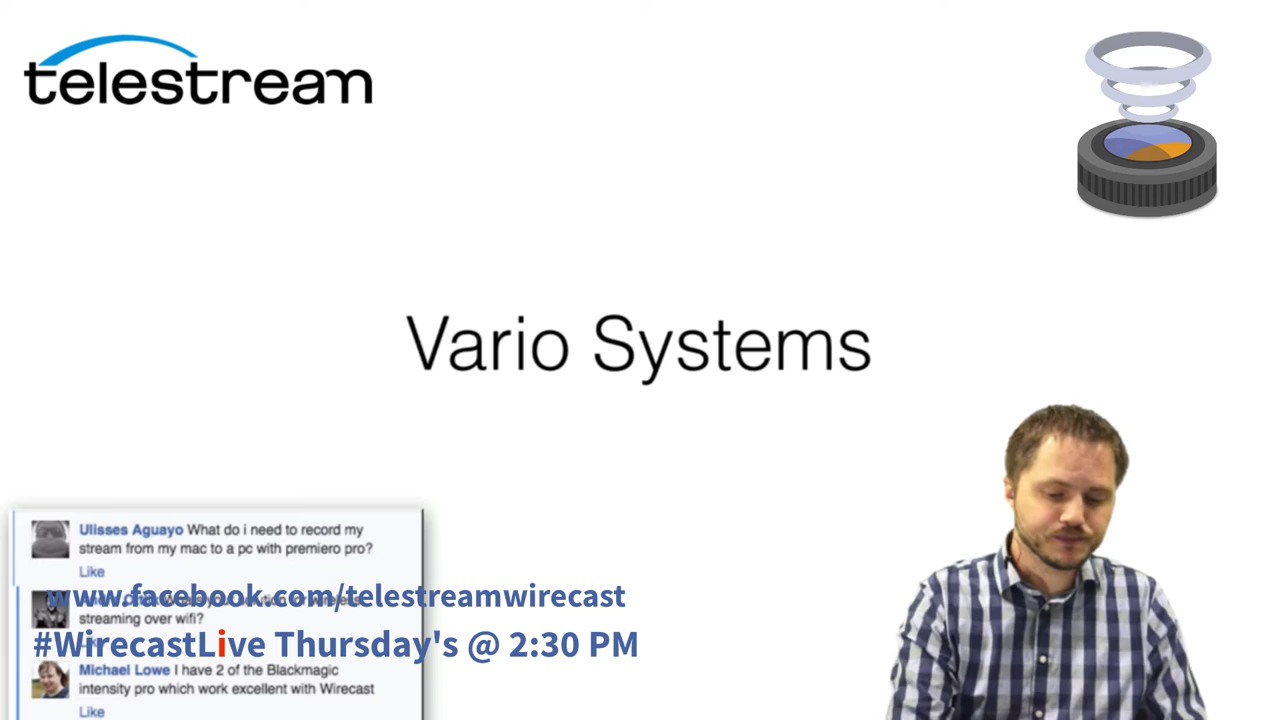 telestream
Vario Systems
Ulisses Aguayo What do i need to record my
stream from my mac to a pc with premiero pro?
Like
www.facebook.com/telestreamwirecast
streaming over wifi?
#WirecastLive Thursday's @ 2:30 PM
Michael Lowe I have 2 of the Blackmagic
intensity pro which work excellent with Wirecast
Like